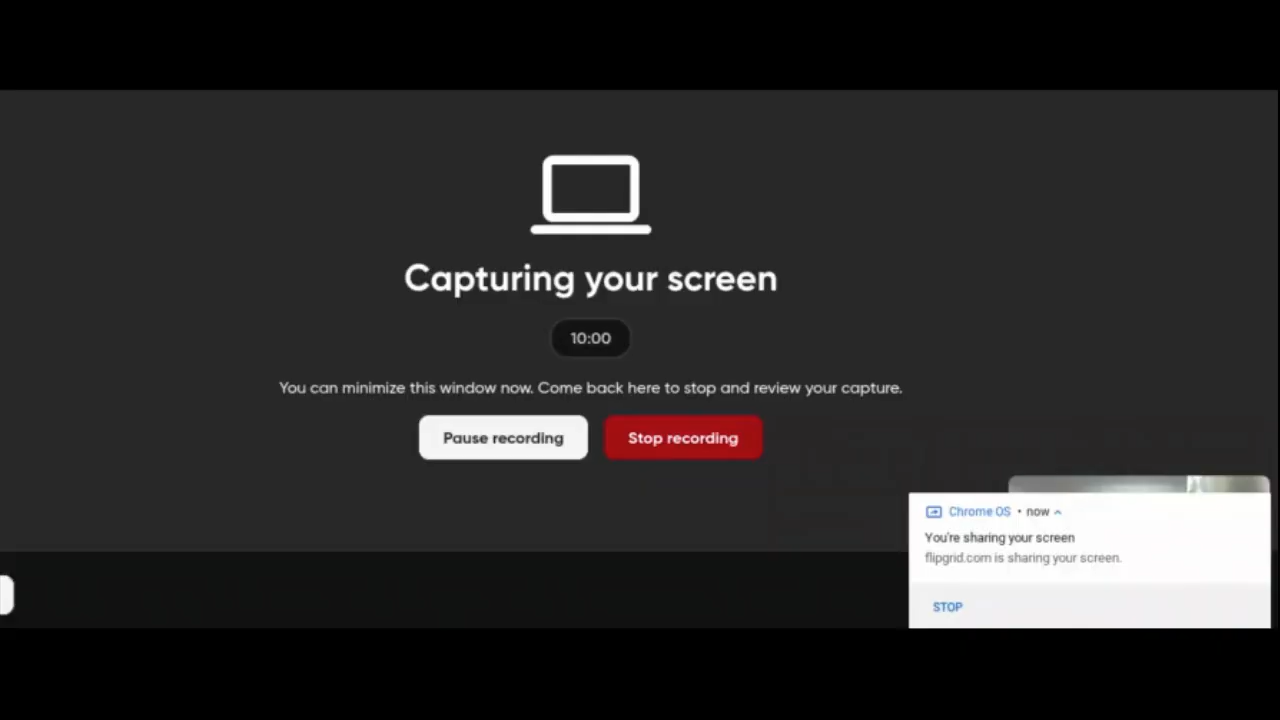 Capturing your screen
10:00
You can minimize this window now. Come back here to stop and review your capture.
Pause recording
Stop recording
Chrome OS • now
You're sharing your screen
flipgrid.com is sharing your screen.
STOP